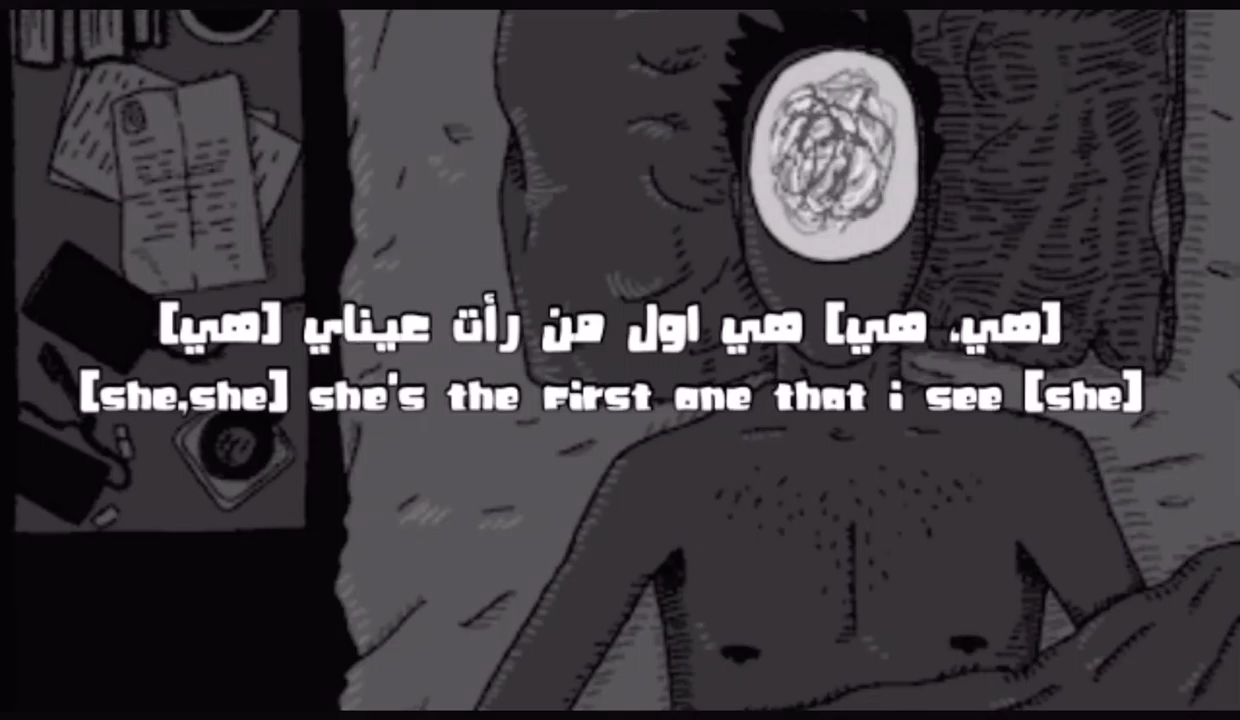 [هي، هي] هي اول من رأت عيناي [هي]
[she,she] she's the first one that i see [she]